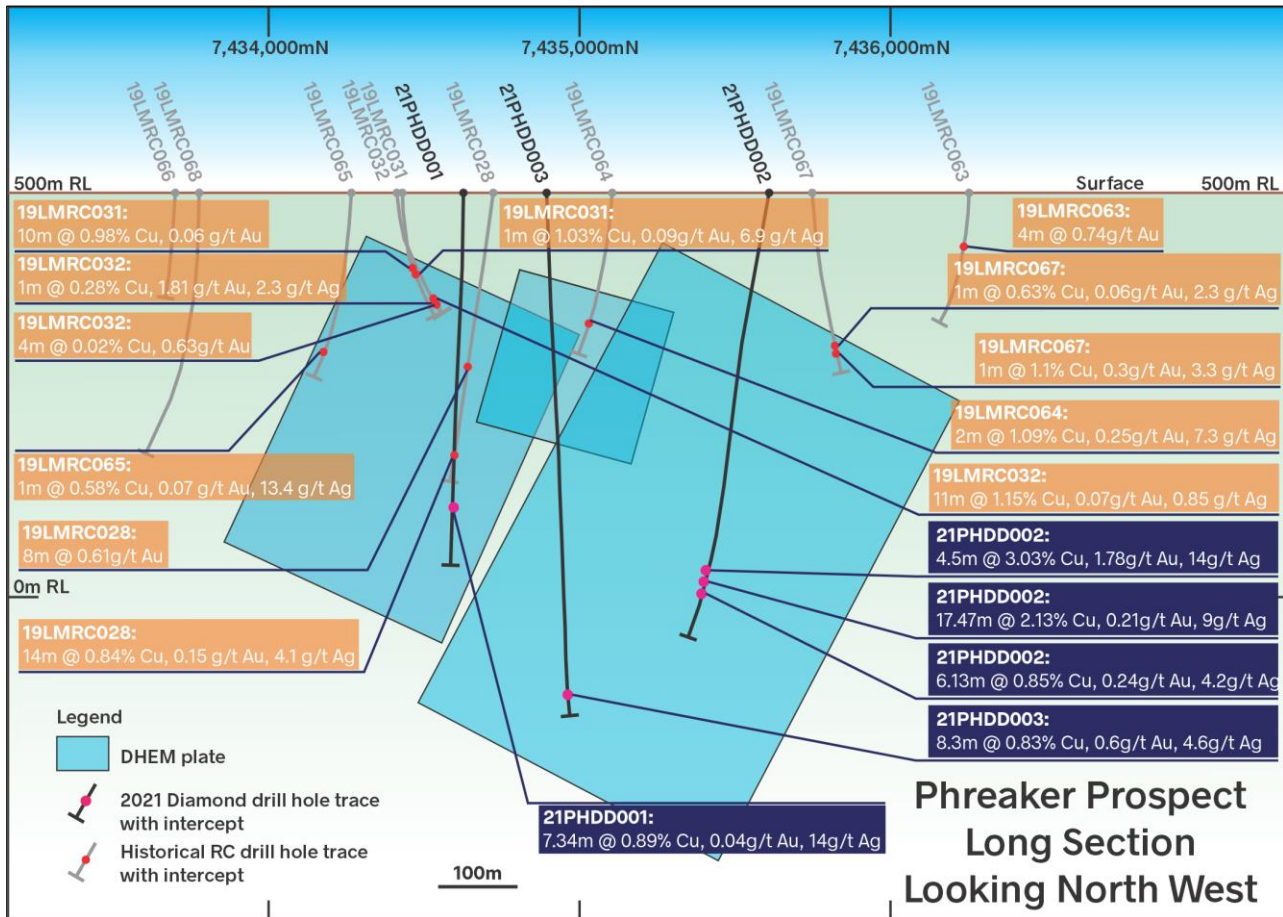 7,434,000mN
7,435,000mN
7,436,000mN
19LMRC066
19LMRC068
19LMRC065
19LMRC032
19LMRC031
21PHDD001
19LMRC028
21PHDD003
19LMRC064
21PHDD002
19LMRC067
19LMRC063
500m RL
Surface
500m RL
19LMRC031:
10m @ 0.98% Cu, 0.06 g/t Au
19LMRC032:
1m @ 0.28% Cu, 1.81 g/t Au, 2.3 g/t Ag
19LMRC032:
4m @ 0.02% Cu, 0.63g/t Au
19LMRC065:
1m @ 0.58% Cu, 0.07 g/t Au, 13.4 g/t Ag
19LMRC028:
8m @ 0.61g/t Au
0m RL
19LMRC028:
14m @ 0.84% Cu, 0.15 g/t Au, 4.1 g/t Ag
19LMRC031:
1m @ 1.03% Cu, 0.09g/t Au, 6.9 g/t Ag
19LMRC063:
4m @ 0.74g/t Au
19LMRC067:
1m @ 0.63% Cu, 0.06g/t Au, 2.3 g/t Ag
19LMRC067:
1m @ 1.1% Cu, 0.3g/t Au, 3.3 g/t Ag
19LMRC064:
2m @ 1.09% Cu, 0.25g/t Au, 7.3 g/t Ag
19LMRC032:
11m @ 1.15% Cu, 0.07g/t Au, 0.85 g/t Ag
21PHDD002:
4.5m @ 3.03% Cu, 1.78g/t Au, 14g/t Ag
21PHDD002:
17.47m @ 2.13% Cu, 0.21g/t Au, 9g/t Ag
21PHDD002:
6.13m @ 0.85% Cu, 0.24g/t Au, 4.2g/t Ag
21PHDD003:
8.3m @ 0.83% Cu, 0.6g/t Au, 4.6g/t Ag
21PHDD001:
7.34m @ 0.89% Cu, 0.04g/t Au, 14g/t Ag
Legend
DHEM plate
2021 Diamond drill hole trace
with intercept
Historical RC drill hole trace
with intercept
100m
Phreaker Prospect
Long Section
Looking North West